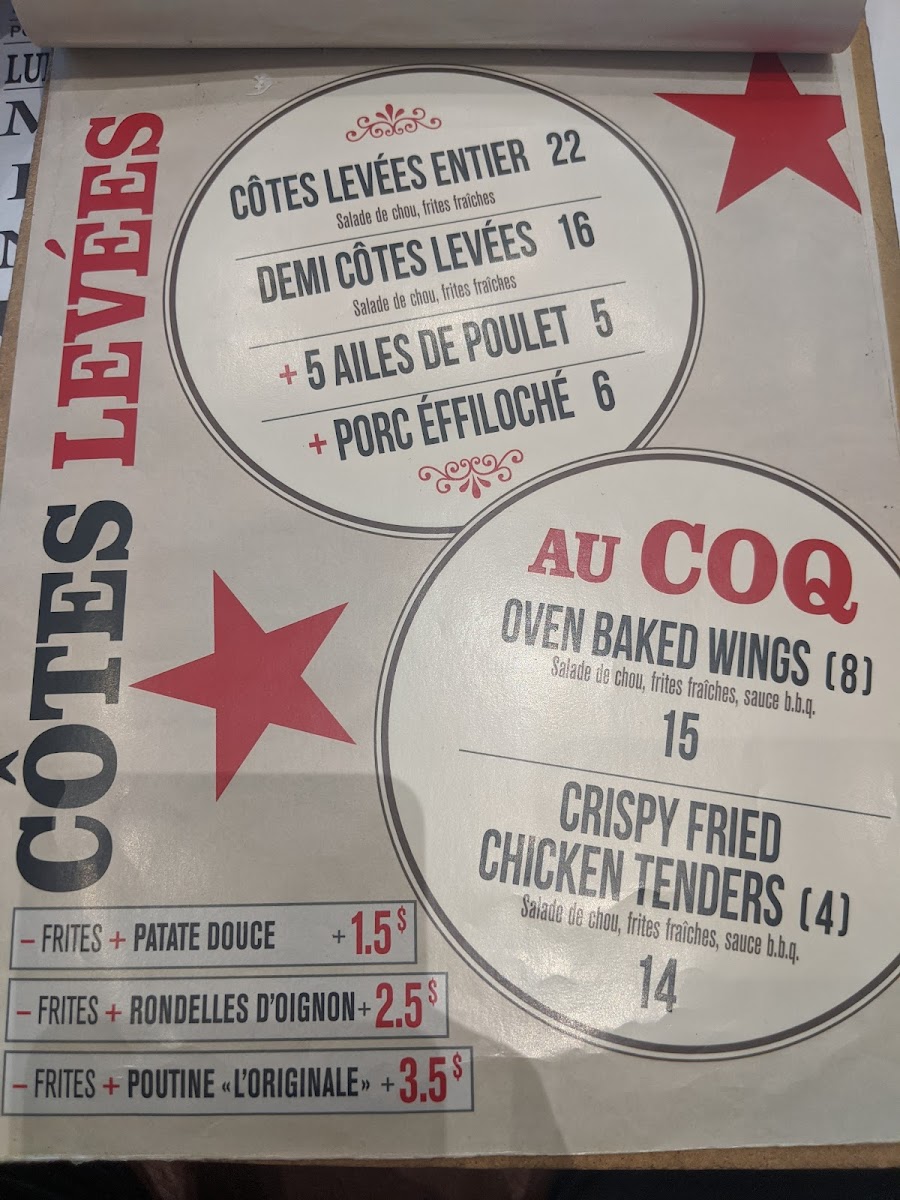 CÔTES LEVÉES
CÔTES LEVÉES ENTIER 22
Salade de chou, frites fraîches
DEMI CÔTES LEVÉES 16
Salade de chou, frites fraîches
+ 5 AILES DE POULET 5
+ PORC ÉFFILOCHÉ 6
AU COQ
OVEN BAKED WINGS (8)
Salade de chou, frites fraîches, sauce b.b.q.
15
CRISPY FRIED
CHICKEN TENDERS (4)
Salade de chou, frites fraîches, sauce b.b.q.
14
– FRITES + PATATE DOUCE +1.5$
– FRITES + RONDELLES D'OIGNON+2.5$
– FRITES + POUTINE «L'ORIGINALE» +3.5$